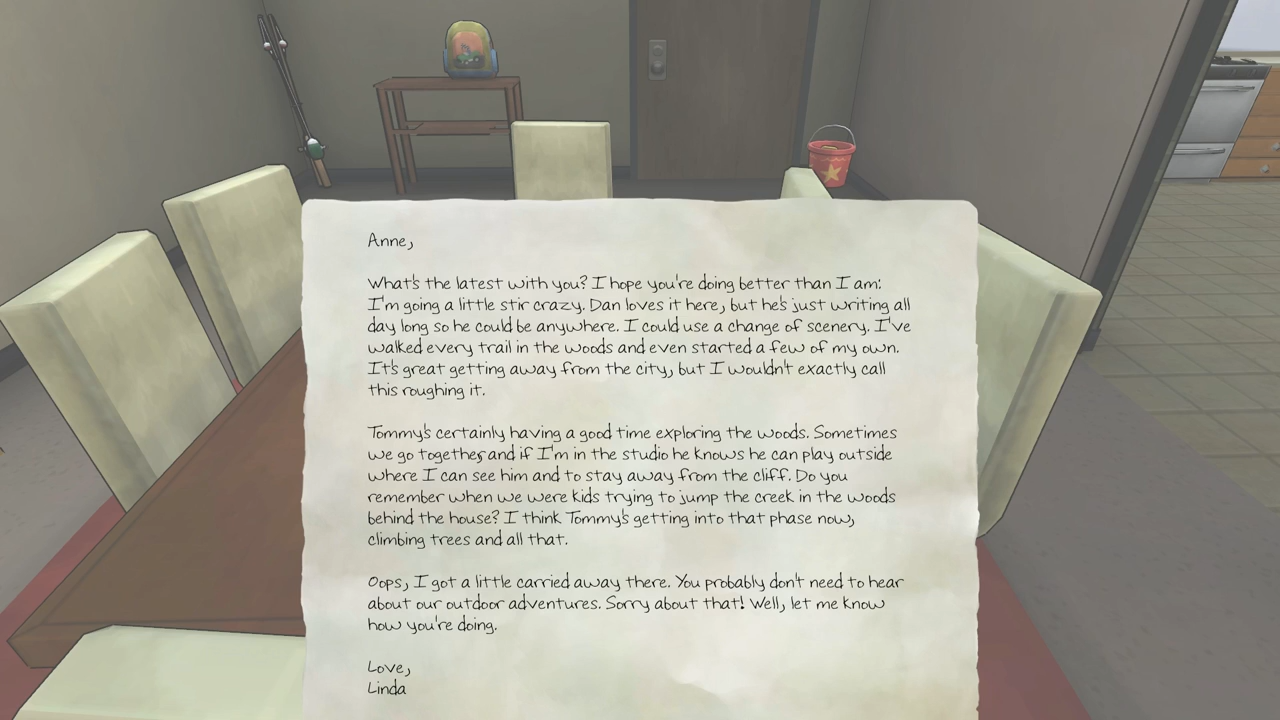 Anne,
What's the latest with you? I hope you're doing better than I am:
I'm going a little stir crazy. Dan loves it here, but he's just writing all
day long so he could be anywhere. I could use a change of scenery. I've
walked every trail in the woods and even started a few of my own.
It's great getting away from the city, but I wouldn't exactly call
this roughing it.
Tommy's certainly having a good time exploring the woods. Sometimes
we go together, and if I'm in the studio he knows he can play outside
where I can see him and to stay away from the cliff. Do you
remember when we were kids trying to jump the creek in the woods
behind the house? I think Tommy's getting into that phase now,
climbing trees and all that.
Oops, I got a little carried away there. You probably don't need to hear
about our outdoor adventures. Sorry about that! Well, let me know
how you're doing.
Love,
Linda